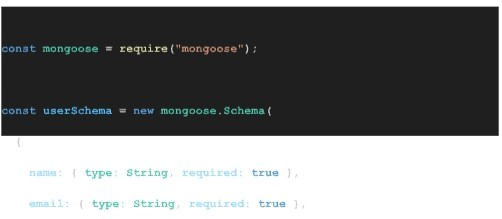 const mongoose = require("mongoose");
const userSchema = new mongoose.Schema(
{
name: { type: String, required: true },
email: { type: String, required: true },